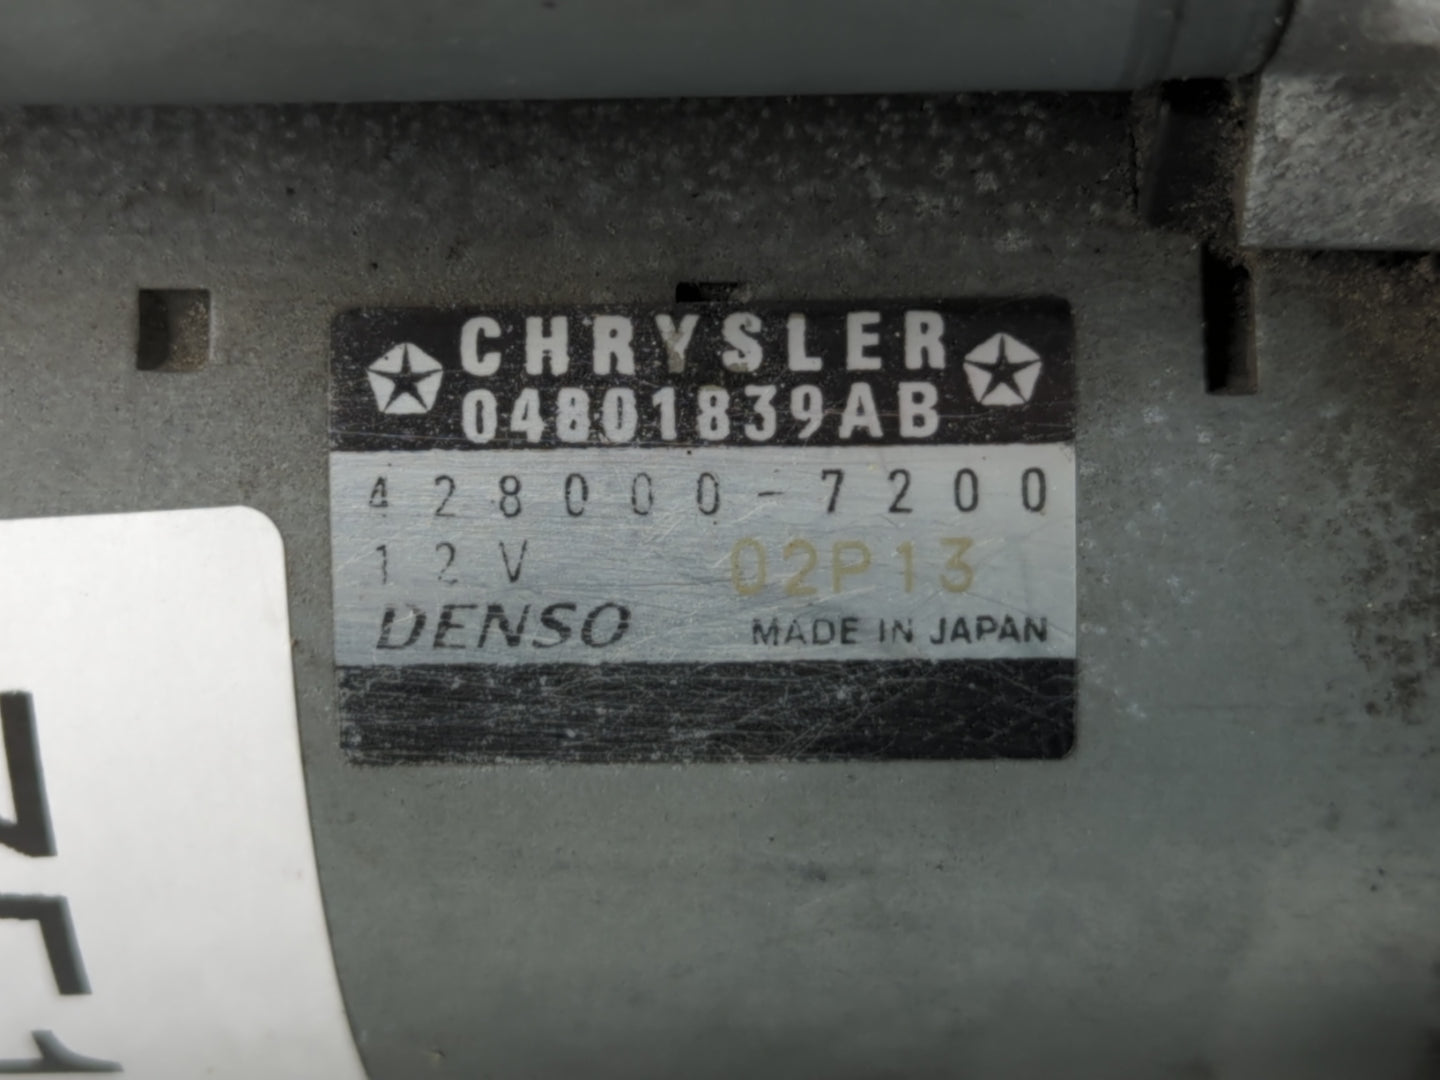 CHRYSLER
04801839AB
428000-7200
12V 02P13
DENSO MADE IN JAPAN